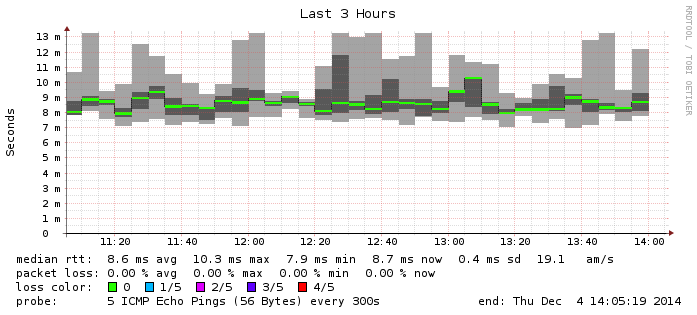 Last 3 Hours
RRDTOOL / TOBI OETIKER
Seconds
13 m
12 m
11 m
10 m
9 m
8 m
7 m
6 m
5 m
4 m
3 m
2 m
1 m
0
11:20 11:40 12:00 12:20 12:40 13:00 13:20 13:40 14:00
median rtt: 8.6 ms avg 10.3 ms max 7.9 ms min 8.7 ms now 0.4 ms sd 19.1 am/s
packet loss: 0.00 % avg 0.00 % max 0.00 % min 0.00 % now
loss color: 0 1/5 2/5 3/5 4/5
probe: 5 ICMP Echo Pings (56 Bytes) every 300s end: Thu Dec 4 14:05:19 2014